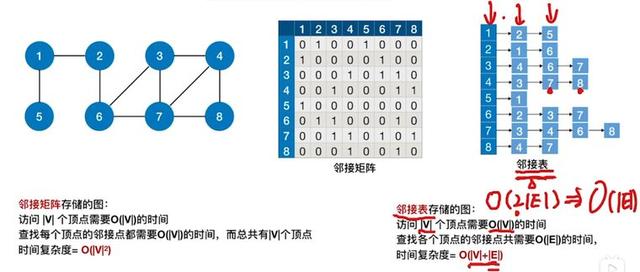 1 2 3 4
5 6 7 8
1 2 3 4 5 6 7 8
1 0 1 0 0 1 0 0 0
2 1 0 0 0 0 1 0 0
3 0 0 0 1 0 1 1 0
4 0 0 1 0 0 0 1 1
5 1 0 0 0 0 0 0 0
6 0 1 1 0 0 0 1 0
7 0 0 1 1 0 1 0 1
8 0 0 0 1 0 0 1 0
邻接矩阵
1 2 5
2 1 6
3 4 6 7
4 3 7 8
5 1
6 2 3 7
7 3 4 6 8
8 4 7
邻接表
O(2|E|) ⇒ O(|E|)
邻接矩阵存储的图：
访问 |V| 个顶点需要O(|V|)的时间
查找每个顶点的邻接点都需要O(|V|)的时间，而总共有|V|个顶点
时间复杂度= O(|V|²)
邻接表存储的图：
访问 |V| 个顶点需要O(|V|)的时间
查找各个顶点的邻接点共需要O(|E|)的时间，
时间复杂度= O(|V|+|E|)